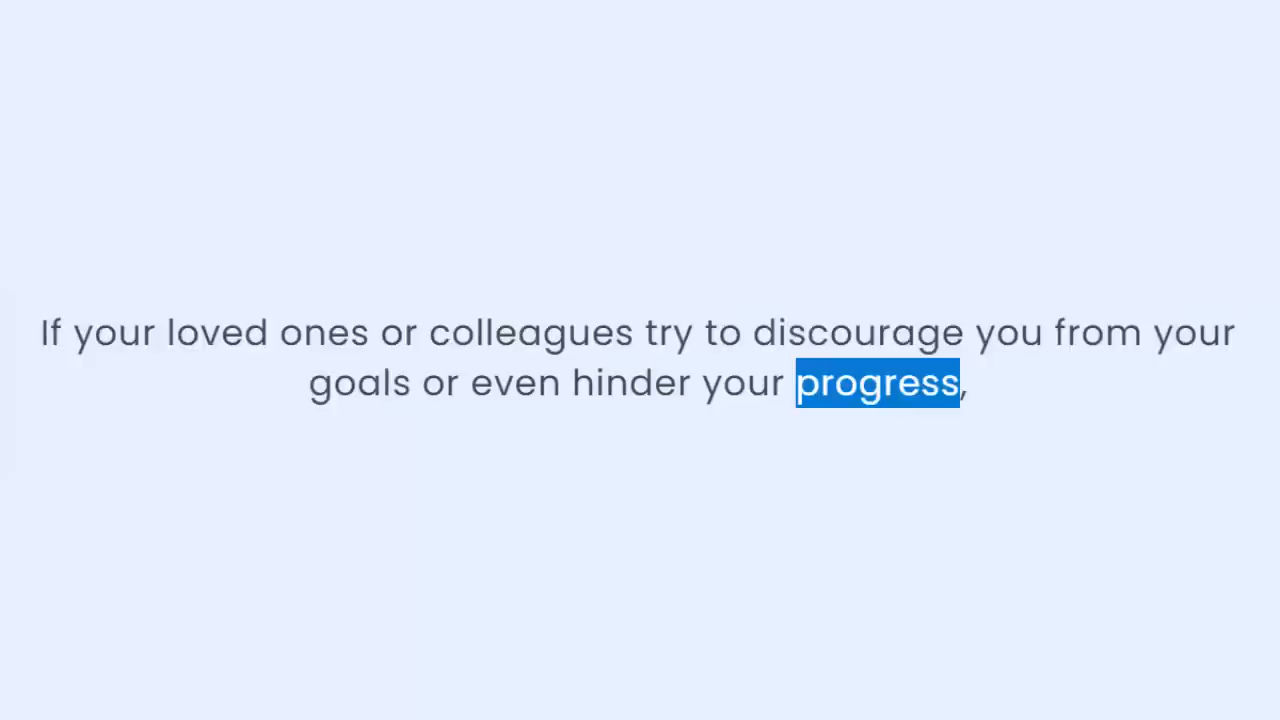 If your loved ones or colleagues try to discourage you from your
goals or even hinder your progress,